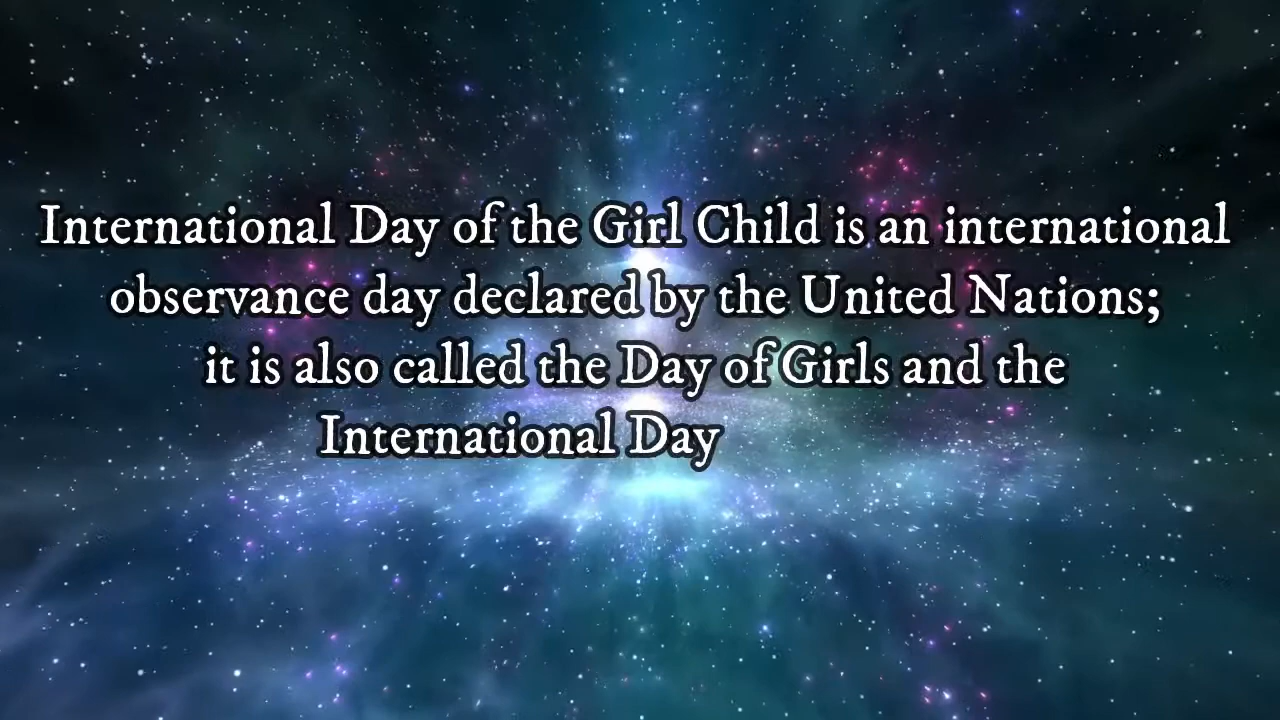 International Day of the Girl Child is an international
observance day declared by the United Nations;
it is also called the Day of Girls and the
International Day